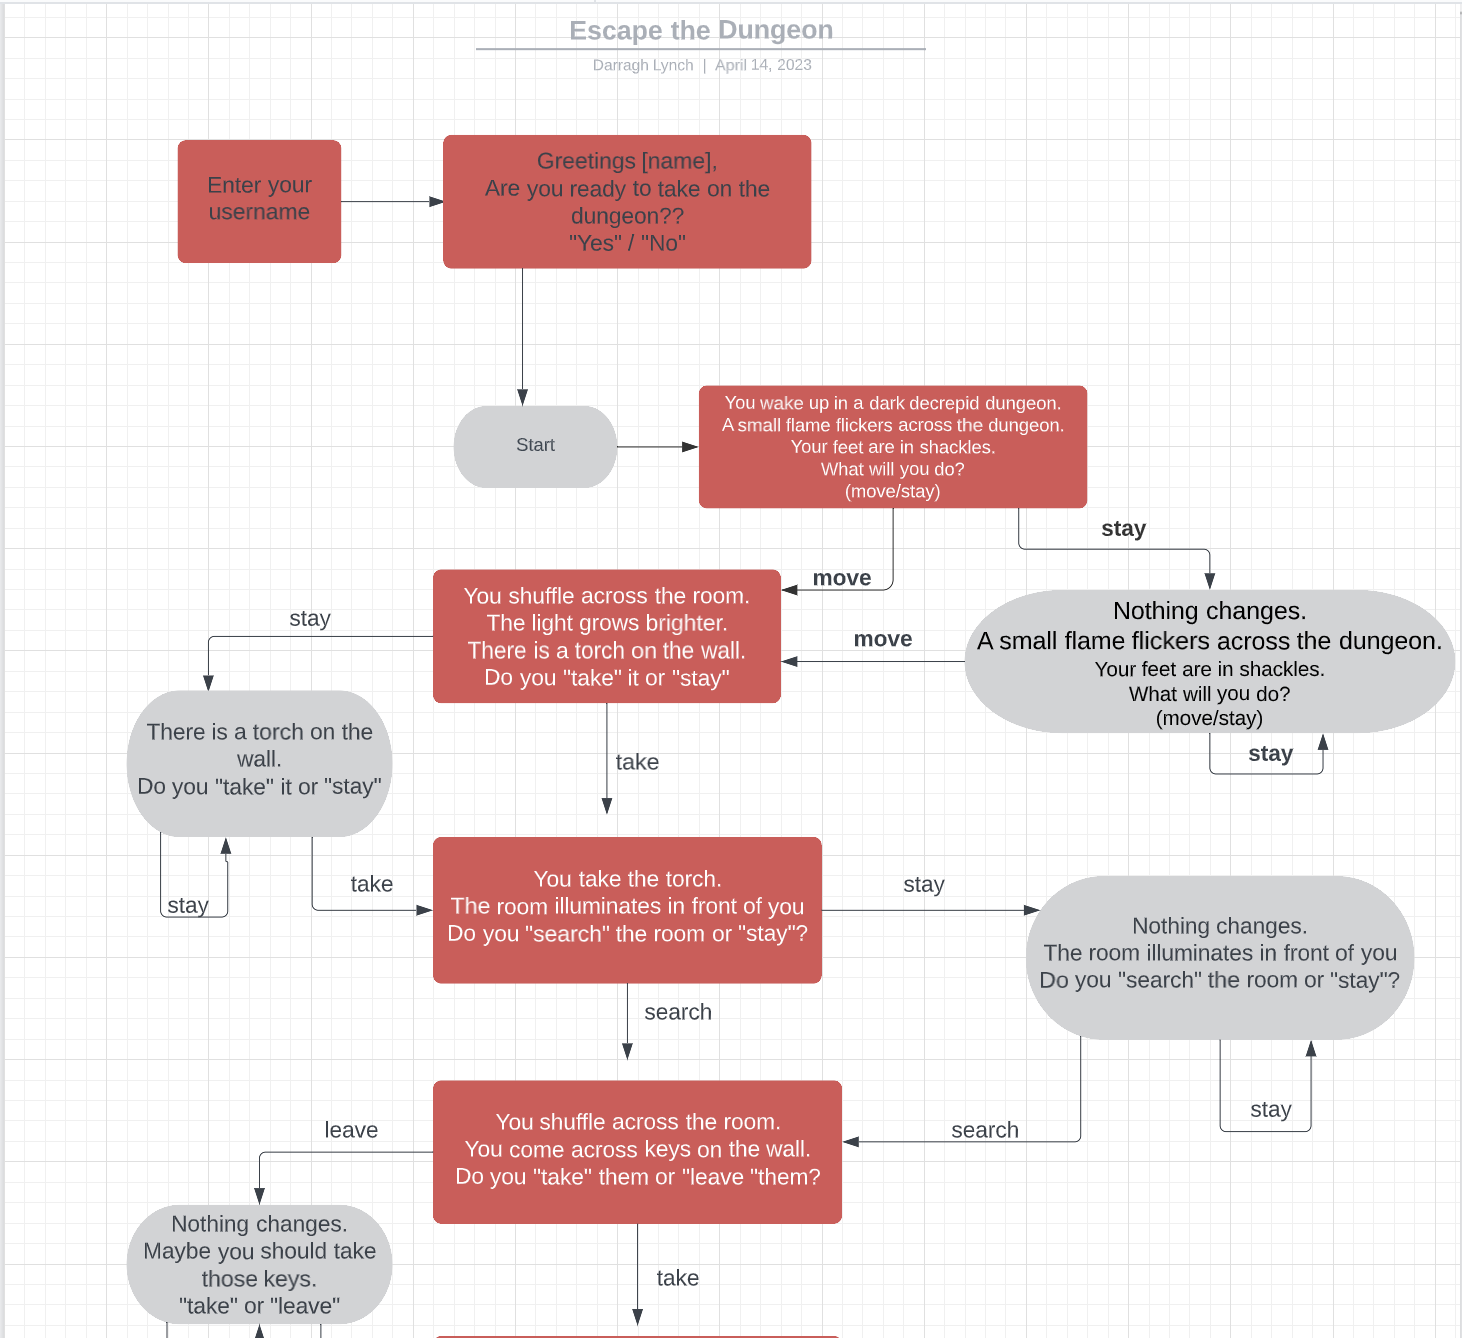 Escape the Dungeon
Darragh Lynch | April 14, 2023
Enter your
username
Greetings [name],
Are you ready to take on the
dungeon??
"Yes" / "No"
Start
You wake up in a dark decrepid dungeon.
A small flame flickers across the dungeon.
Your feet are in shackles.
What will you do?
(move/stay)
stay
move
You shuffle across the room.
The light grows brighter.
There is a torch on the wall.
Do you "take" it or "stay"
stay
move
Nothing changes.
A small flame flickers across the dungeon.
Your feet are in shackles.
What will you do?
(move/stay)
stay
There is a torch on the
wall.
Do you "take" it or "stay"
take
stay
take
You take the torch.
The room illuminates in front of you
Do you "search" the room or "stay"?
stay
Nothing changes.
The room illuminates in front of you
Do you "search" the room or "stay"?
search
stay
search
You shuffle across the room.
You come across keys on the wall.
Do you "take" them or "leave "them?
leave
Nothing changes.
Maybe you should take
those keys.
"take" or "leave"
take